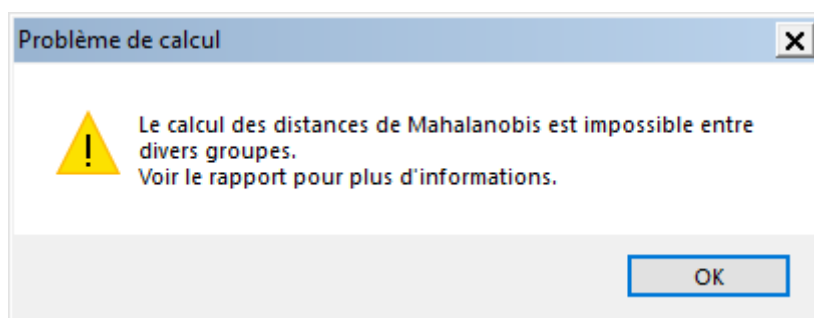 Problème de calcul
Le calcul des distances de Mahalanobis est impossible entre
divers groupes.
Voir le rapport pour plus d'informations.
OK